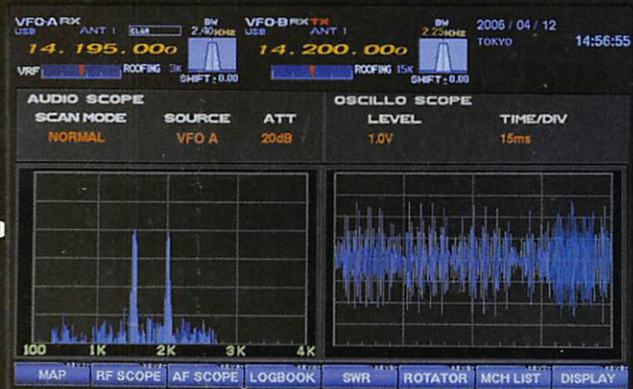 VFO-A RX BW VFO-B RX TX BW 2006 / 04 / 12
USB ANT 1 2.40KHz USB ANT 1 2.25KHz TOKYO 14:56:55
14.195.000 14.200.000
VRF ROOFING 3K ROOFING 15K
SHIFT± 0.00 SHIFT± 0.00
AUDIO SCOPE OSCILLO SCOPE
SCAN MODE SOURCE ATT LEVEL TIME/DIV
NORMAL VFO A 20dB 1.0V 15ms
100 1K 2K 3K 4K
MAP RF SCOPE AF SCOPE LOGBOOK SWR ROTATOR MCH LIST DISPLAY